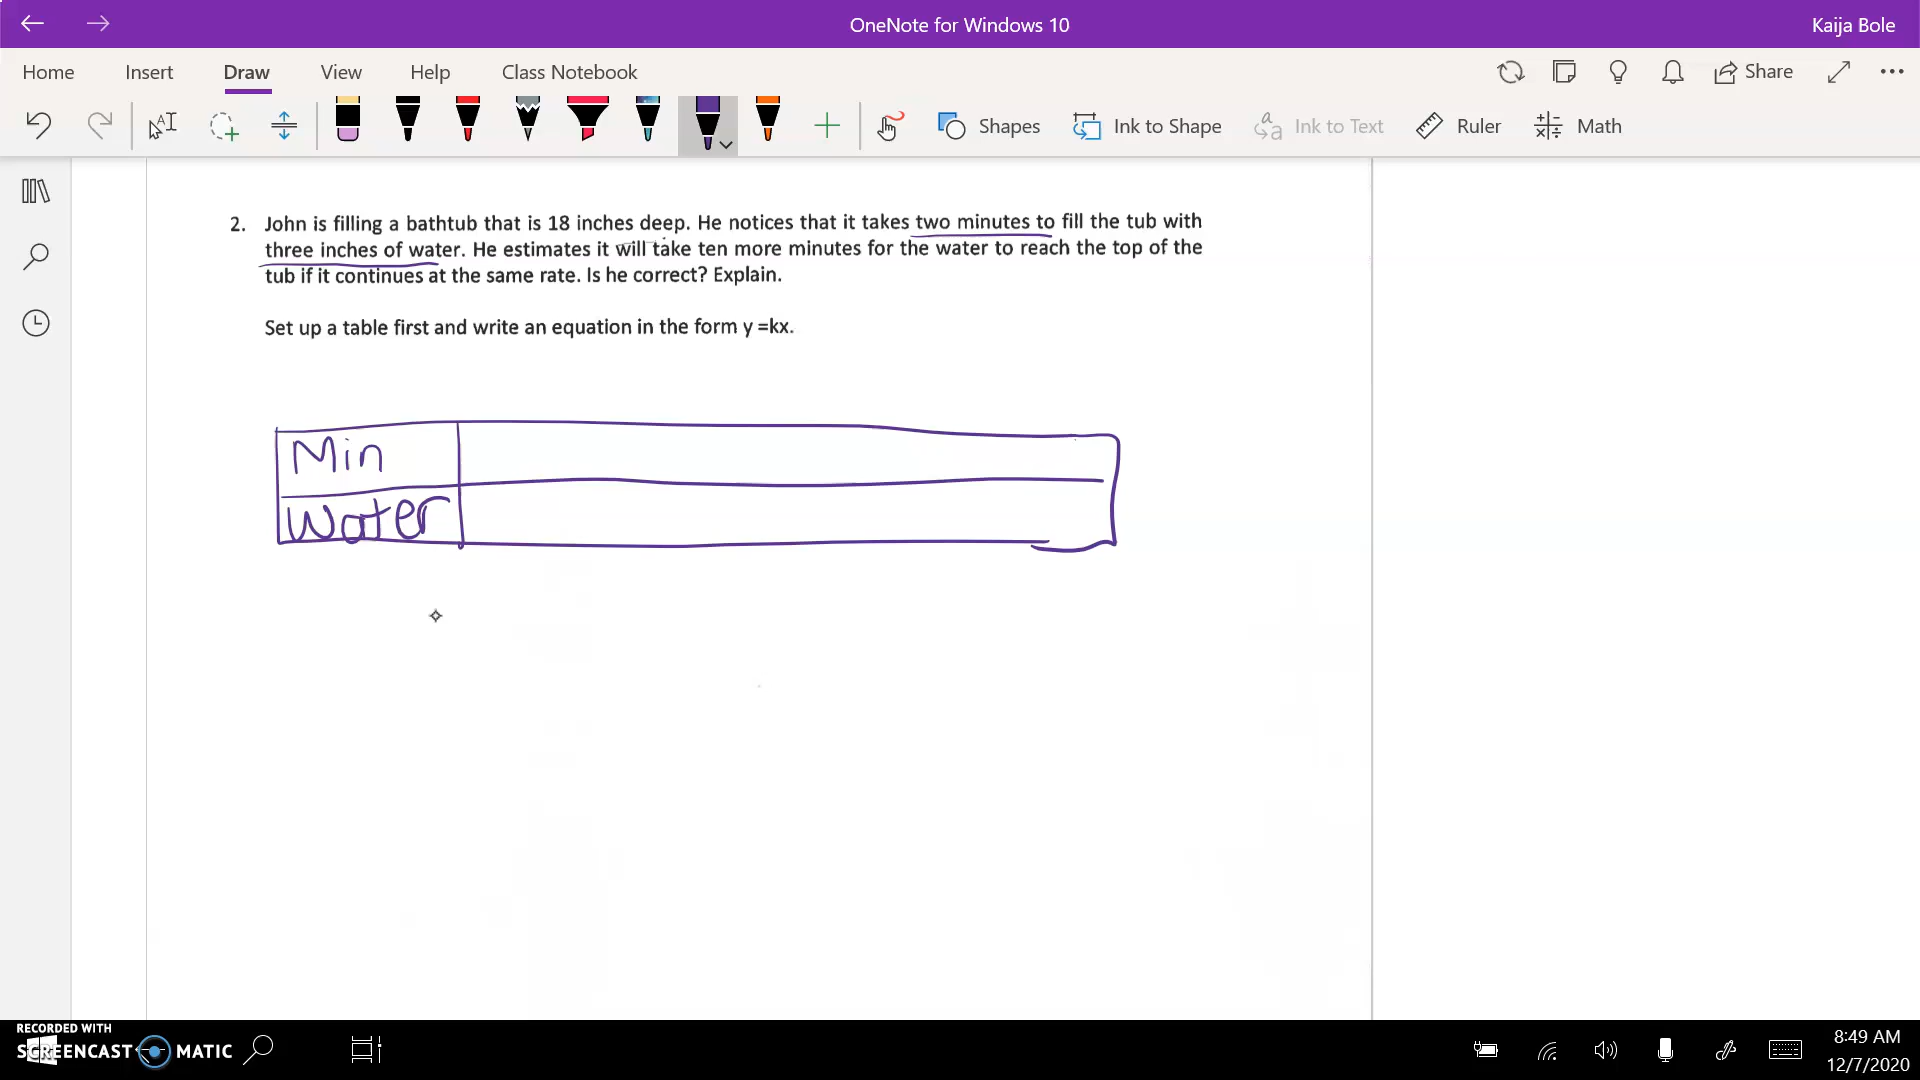 OneNote for Windows 10
Kaija Bole
Home Insert Draw View Help Class Notebook Share
Shapes Ink to Shape Ink to Text Ruler Math
2. John is filling a bathtub that is 18 inches deep. He notices that it takes two minutes to fill the tub with
three inches of water. He estimates it will take ten more minutes for the water to reach the top of the
tub if it continues at the same rate. Is he correct? Explain.
Set up a table first and write an equation in the form y =kx.
Min
Water
RECORDED WITH
SCREENCAST MATIC
8:49 AM
12/7/2020